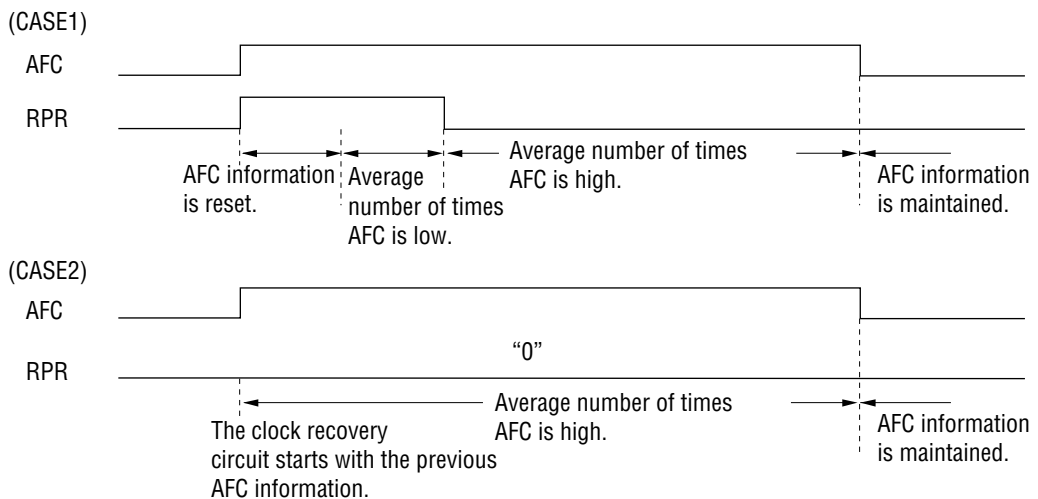 (CASE1)
AFC
RPR
AFC information
is reset.
Average
number of times
AFC is low.
Average number of times
AFC is high.
AFC information
is maintained.
(CASE2)
AFC
“0”
RPR
The clock recovery
circuit starts with the previous
AFC information.
Average number of times
AFC is high.
AFC information
is maintained.